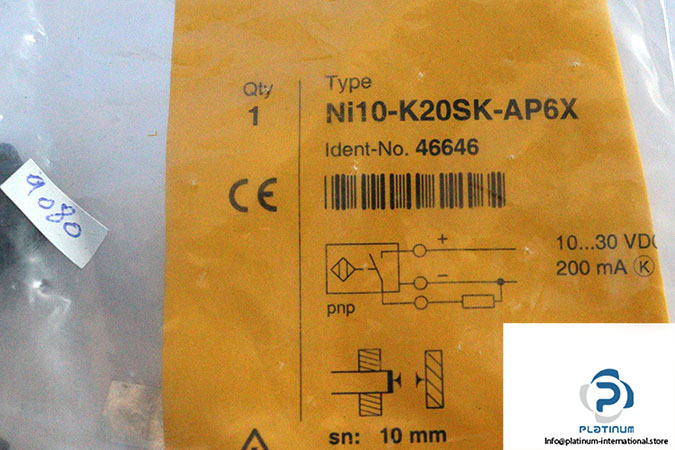 Qty
1
Type
Ni10-K20SK-AP6X
Ident-No. 46646
CE
9080
+
−
pnp
10...30 VDC
200 mA K
sn: 10 mm
PLATINUM
Info@platinum-international.store